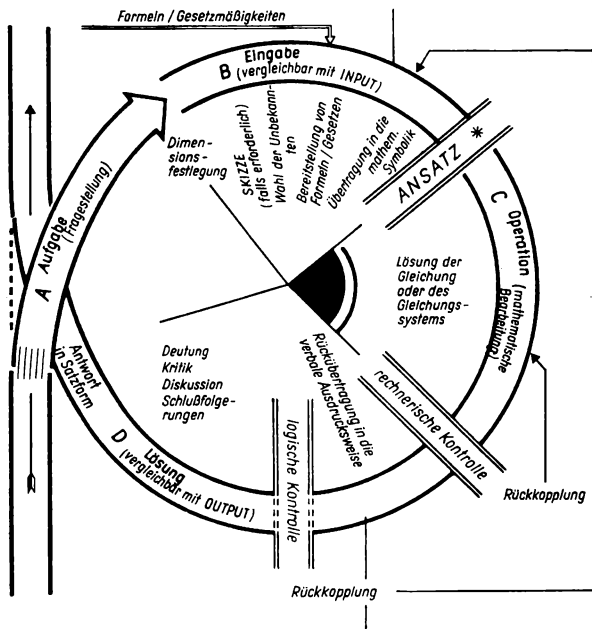 Formeln / Gesetzmäßigkeiten
A Aufgabe
(Fragestellung)
B Eingabe
(vergleichbar mit INPUT)
Dimen-
sions-
festlegung
SKIZZE
(falls erforderlich)
Wahl der Unbekann-
ten
Bereitstellung von
Formeln / Gesetzen
Übertragung in die
mathem.
Symbolik
ANSATZ *
C Operation (mathematische
Bearbeitung)
Lösung der
Gleichung
oder des
Gleichungs-
systems
rechnerische Kontrolle
Rückkopplung
Rückübertragung in die
verbale Ausdrucksweise
logische Kontrolle
Deutung
Kritik
Diskussion
Schlußfolge-
rungen
D Lösung
(vergleichbar mit OUTPUT)
Antwort
in Satzform
Rückkopplung